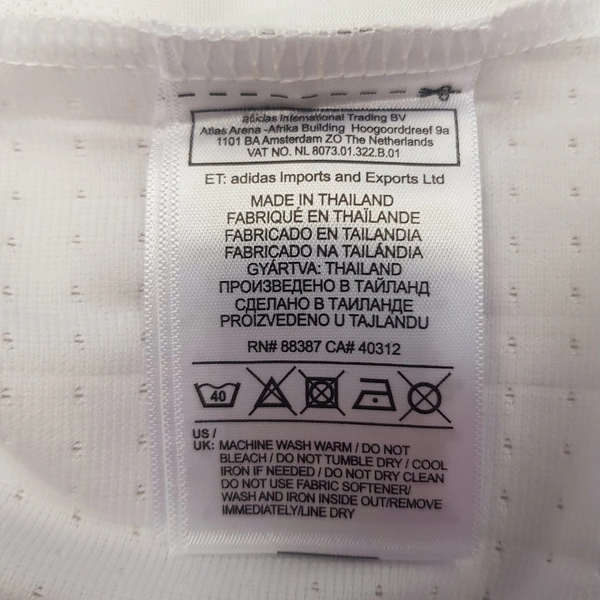 adidas International Trading BV
Atlas Arena -Afrika Building Hoogoorddreef 9a
1101 BA Amsterdam ZO The Netherlands
VAT NO. NL 8073.01.322.B.01
ET: adidas Imports and Exports Ltd
MADE IN THAILAND
FABRIQUÉ EN THAÏLANDE
FABRICADO EN TAILANDIA
FABRICADO NA TAILÁNDIA
GYÁRTVA: THAILAND
ПРОИЗВЕДЕНО В ТАЙЛАНД
СДЕЛАНО В ТАИЛАНДЕ
PROIZVEDENO U TAJLANDU
RN# 88387 CA# 40312
40
US /
UK: MACHINE WASH WARM / DO NOT
BLEACH / DO NOT TUMBLE DRY / COOL
IRON IF NEEDED / DO NOT DRY CLEAN
DO NOT USE FABRIC SOFTENER/
WASH AND IRON INSIDE OUT/REMOVE
IMMEDIATELY/LINE DRY